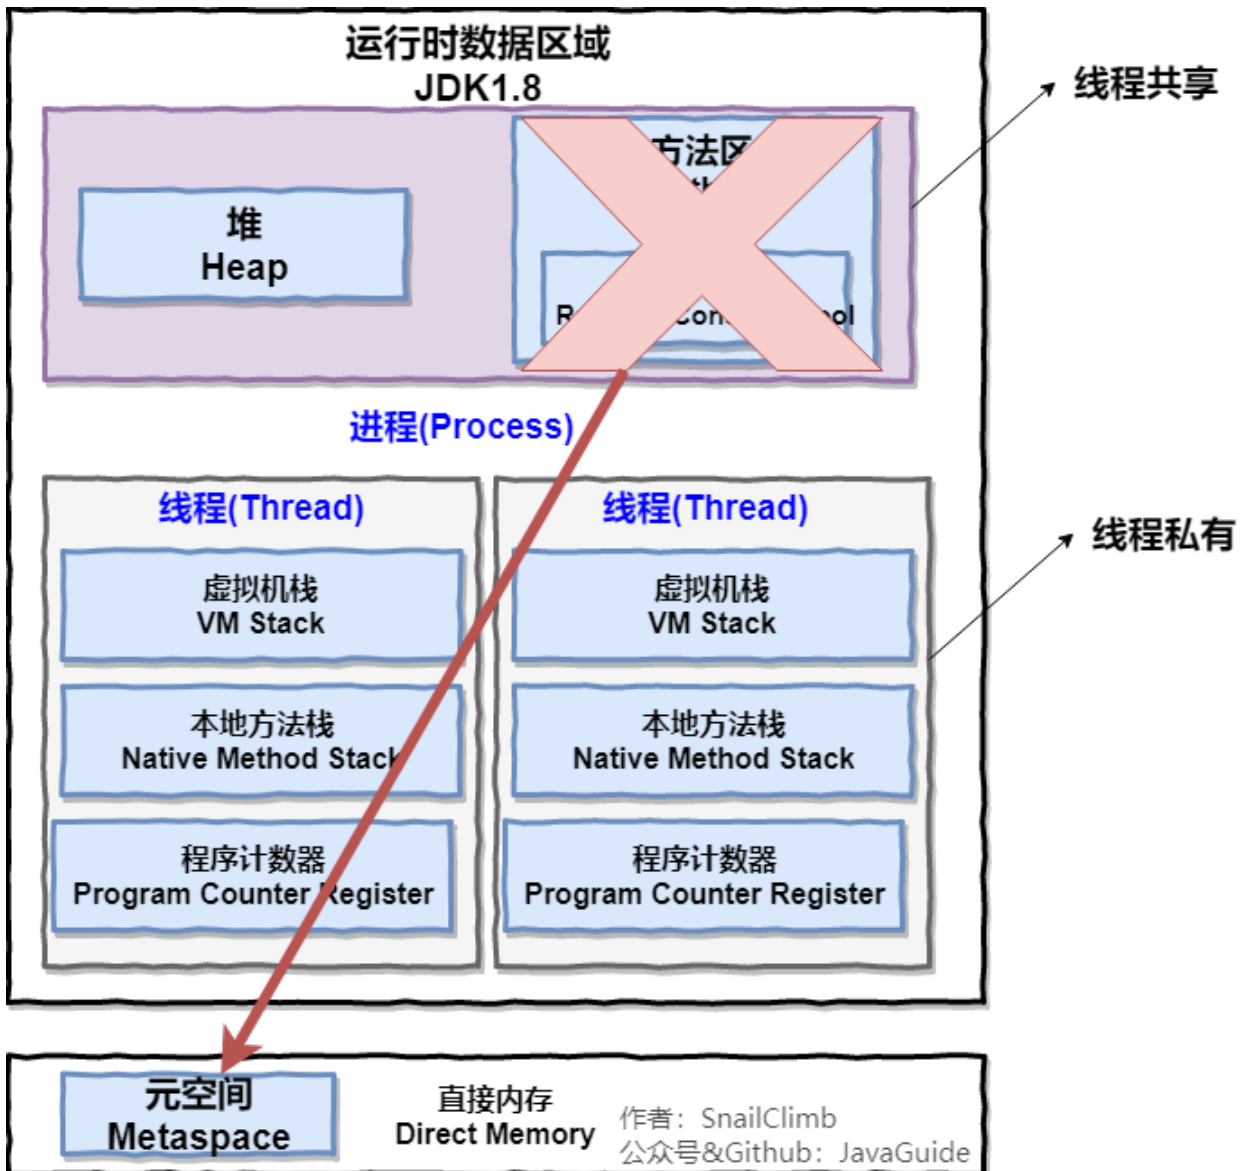 运行时数据区域
JDK1.8
线程共享
方法区
堆
Heap
进程(Process)
线程(Thread)
虚拟机栈
VM Stack
本地方法栈
Native Method Stack
程序计数器
Program Counter Register
线程(Thread)
虚拟机栈
VM Stack
本地方法栈
Native Method Stack
程序计数器
Program Counter Register
线程私有
元空间
Metaspace
直接内存
Direct Memory
作者：SnailClimb
公众号&Github：JavaGuide